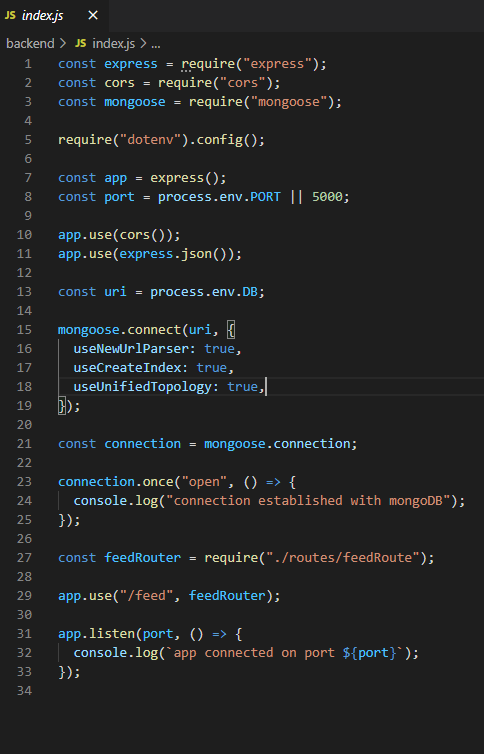 JS index.js ×
backend > JS index.js > ...
1 const express = require("express");
2 const cors = require("cors");
3 const mongoose = require("mongoose");
4
5 require("dotenv").config();
6
7 const app = express();
8 const port = process.env.PORT || 5000;
9
10 app.use(cors());
11 app.use(express.json());
12
13 const uri = process.env.DB;
14
15 mongoose.connect(uri, {
16   useNewUrlParser: true,
17   useCreateIndex: true,
18   useUnifiedTopology: true,
19 });
20
21 const connection = mongoose.connection;
22
23 connection.once("open", () => {
24   console.log("connection established with mongoDB");
25 });
26
27 const feedRouter = require("./routes/feedRoute");
28
29 app.use("/feed", feedRouter);
30
31 app.listen(port, () => {
32   console.log(`app connected on port ${port}`);
33 });
34